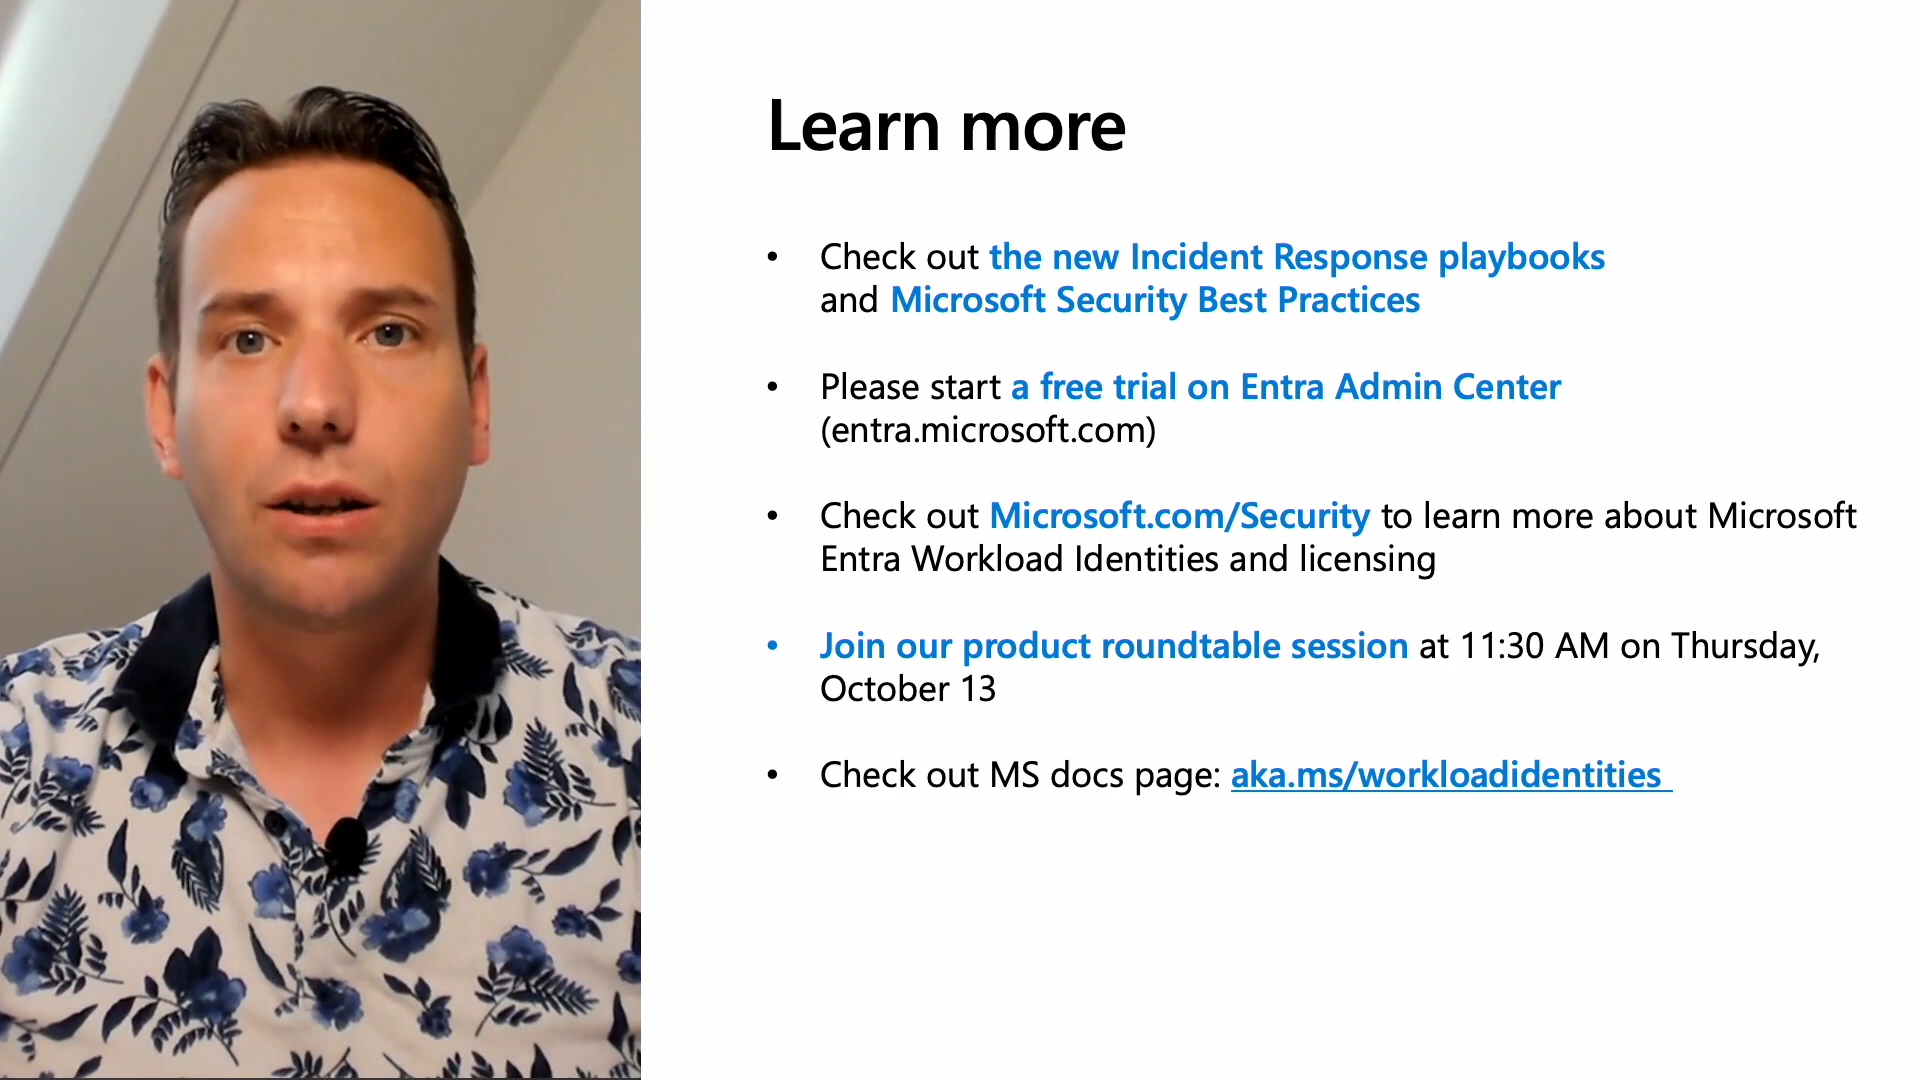 Learn more
• Check out the new Incident Response playbooks
and Microsoft Security Best Practices
• Please start a free trial on Entra Admin Center
(entra.microsoft.com)
• Check out Microsoft.com/Security to learn more about Microsoft
Entra Workload Identities and licensing
• Join our product roundtable session at 11:30 AM on Thursday,
October 13
• Check out MS docs page: aka.ms/workloadidentities